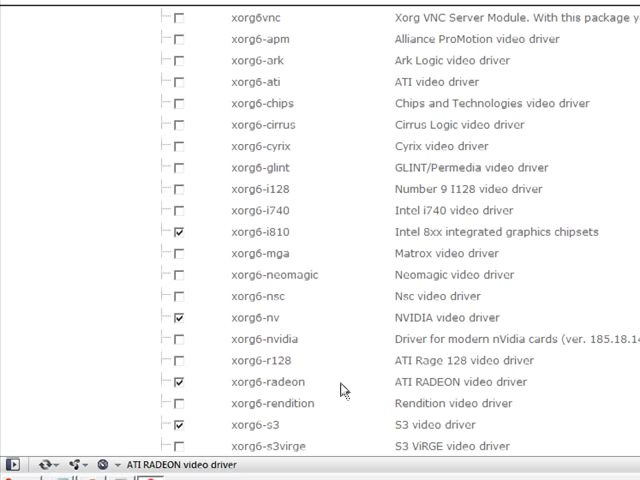 xorg6vnc Xorg VNC Server Module. With this package y
xorg6-apm Alliance ProMotion video driver
xorg6-ark Ark Logic video driver
xorg6-ati ATI video driver
xorg6-chips Chips and Technologies video driver
xorg6-cirrus Cirrus Logic video driver
xorg6-cyrix Cyrix video driver
xorg6-glint GLINT/Permedia video driver
xorg6-i128 Number 9 I128 video driver
xorg6-i740 Intel i740 video driver
xorg6-i810 Intel 8xx integrated graphics chipsets
xorg6-mga Matrox video driver
xorg6-neomagic Neomagic video driver
xorg6-nsc Nsc video driver
xorg6-nv NVIDIA video driver
xorg6-nvidia Driver for modern nVidia cards (ver. 185.18.14
xorg6-r128 ATI Rage 128 video driver
xorg6-radeon ATI RADEON video driver
xorg6-rendition Rendition video driver
xorg6-s3 S3 video driver
xorg6-s3virge S3 ViRGE video driver
ATI RADEON video driver